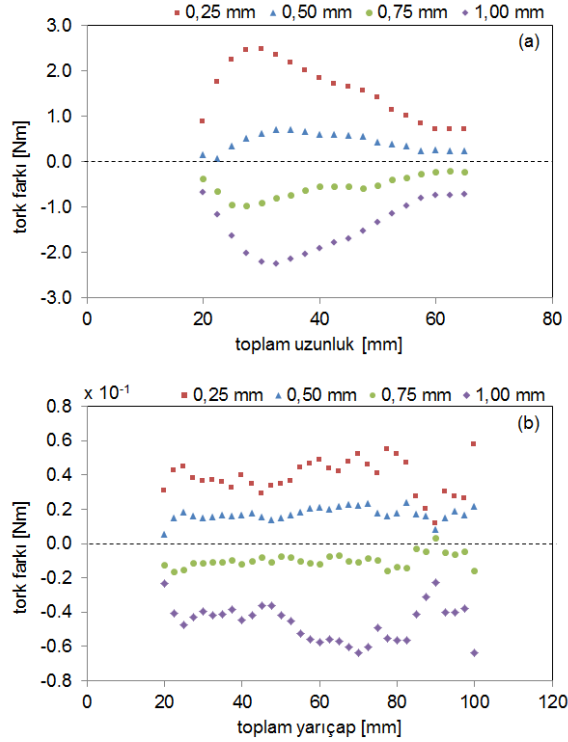 0,25 mm 0,50 mm 0,75 mm 1,00 mm
(a)
tork farkı [Nm]
3.0
2.0
1.0
0.0
-1.0
-2.0
-3.0
0 20 40 60 80
toplam uzunluk [mm]
x 10-1
0,25 mm 0,50 mm 0,75 mm 1,00 mm
(b)
tork farkı [Nm]
0.8
0.6
0.4
0.2
0.0
-0.2
-0.4
-0.6
-0.8
0 20 40 60 80 100 120
toplam yarıçap [mm]